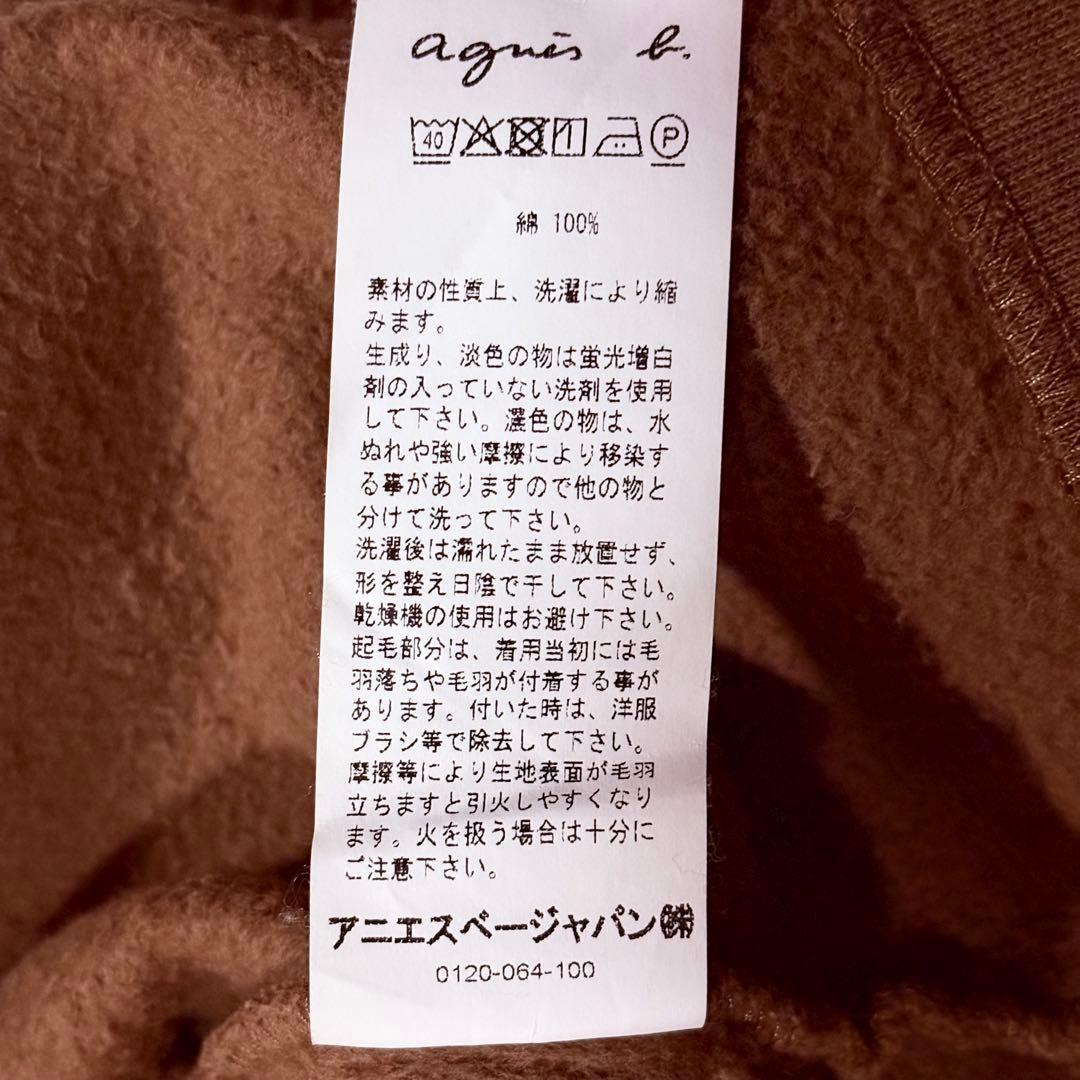 agnès b.
40 P
綿 100%
素材の性質上、洗濯により縮
みます。
生成り、淡色の物は蛍光増白
剤の入っていない洗剤を使用
して下さい。濃色の物は、水
ぬれや強い摩擦により移染す
る事がありますので他の物と
分けて洗って下さい。
洗濯後は濡れたまま放置せず、
形を整え日陰で干して下さい。
乾燥機の使用はお避け下さい。
起毛部分は、着用当初には毛
羽落ちや毛羽が付着する事が
あります。付いた時は、洋服
ブラシ等で除去して下さい。
摩擦等により生地表面が毛羽
立ちますと引火しやすくなり
ます。火を扱う場合は十分に
ご注意下さい。
アニエスベージャパン㈱
0120-064-100